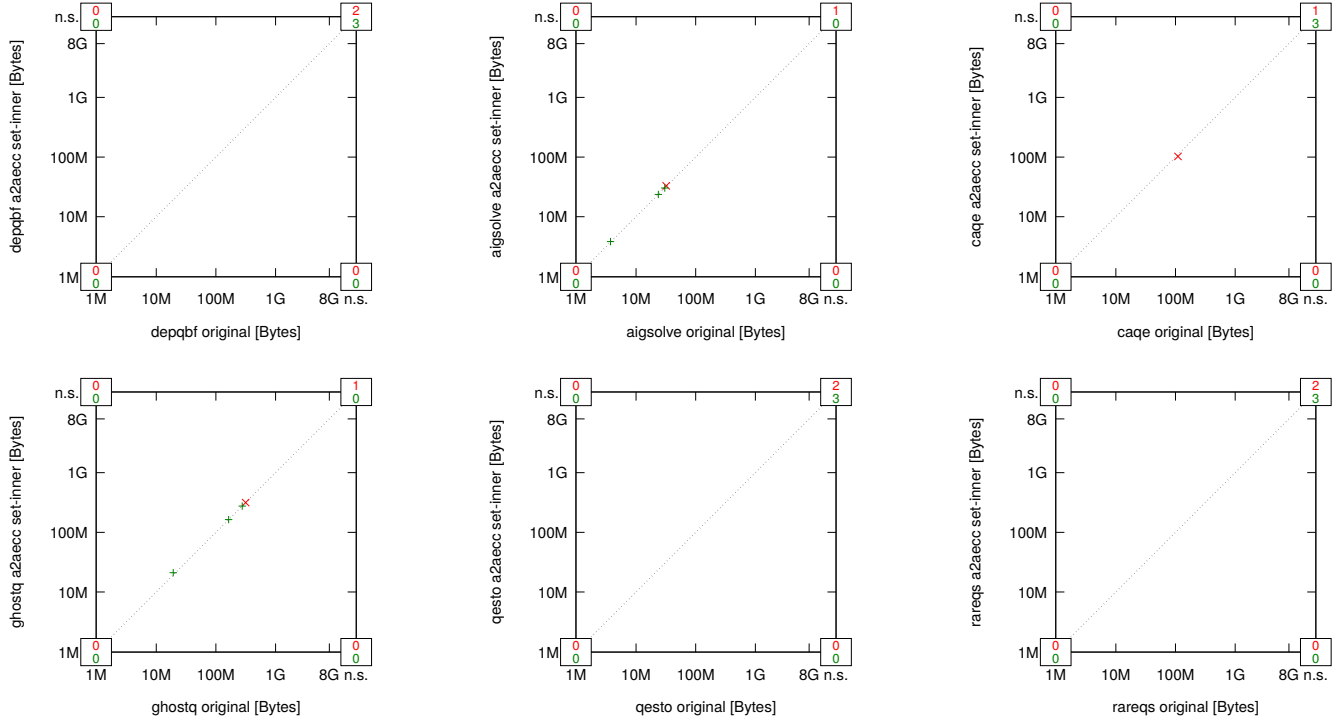 n.s. 0 0 2 3
8G
1G
100M
10M
1M 0 0 0 0
1M 10M 100M 1G 8G n.s.
depqbf a2aecc set-inner [Bytes]
depqbf original [Bytes]
n.s. 0 0 1 0
8G
1G
100M
10M
1M 0 0 0 0
1M 10M 100M 1G 8G n.s.
aigsolve a2aecc set-inner [Bytes]
aigsolve original [Bytes]
n.s. 0 0 1 3
8G
1G
100M
10M
1M 0 0 0 0
1M 10M 100M 1G 8G n.s.
caqe a2aecc set-inner [Bytes]
caqe original [Bytes]
n.s. 0 0 1 0
8G
1G
100M
10M
1M 0 0 0 0
1M 10M 100M 1G 8G n.s.
ghostq a2aecc set-inner [Bytes]
ghostq original [Bytes]
n.s. 0 0 2 3
8G
1G
100M
10M
1M 0 0 0 0
1M 10M 100M 1G 8G n.s.
qesto a2aecc set-inner [Bytes]
qesto original [Bytes]
n.s. 0 0 2 3
8G
1G
100M
10M
1M 0 0 0 0
1M 10M 100M 1G 8G n.s.
rareqs a2aecc set-inner [Bytes]
rareqs original [Bytes]